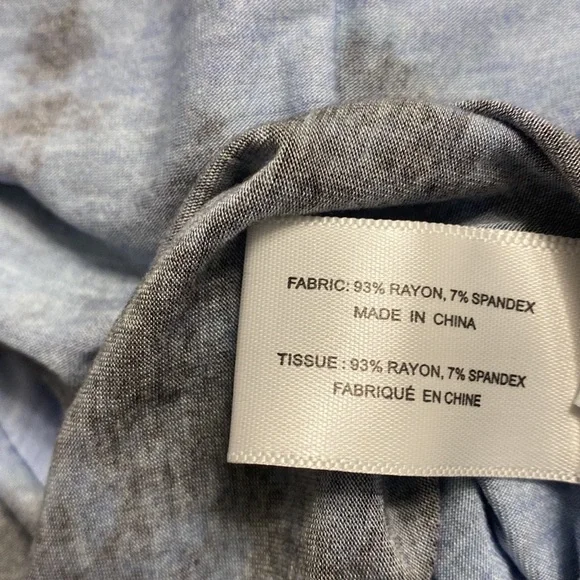 FABRIC: 93% RAYON, 7% SPANDEX
MADE IN CHINA
TISSUE : 93% RAYON, 7% SPANDEX
FABRIQUÉ EN CHINE